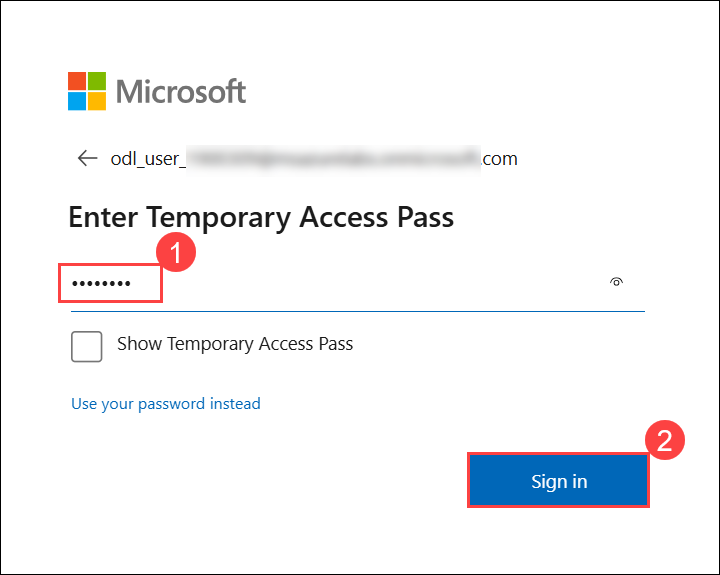 Microsoft
odl_user_ .com
Enter Temporary Access Pass
1
••••••••
Show Temporary Access Pass
Use your password instead
2
Sign in